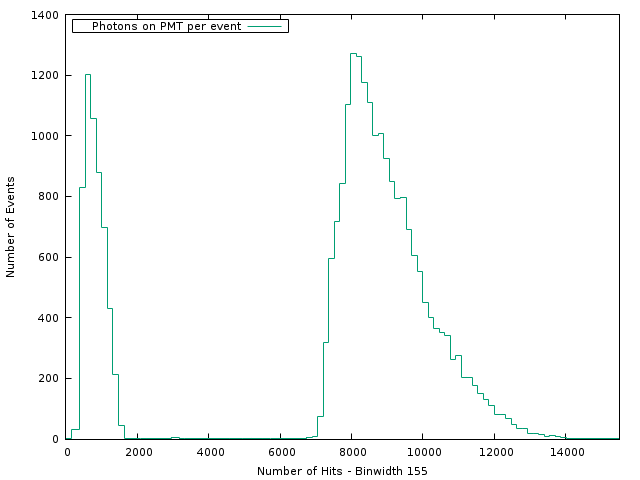 Photons on PMT per event
1400
1200
1000
800
600
400
200
0
Number of Events
0 2000 4000 6000 8000 10000 12000 14000
Number of Hits - Binwidth 155